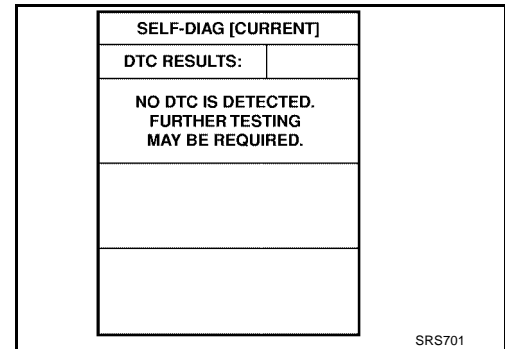 SELF-DIAG [CURRENT]
DTC RESULTS:
NO DTC IS DETECTED.
FURTHER TESTING
MAY BE REQUIRED.
SRS701